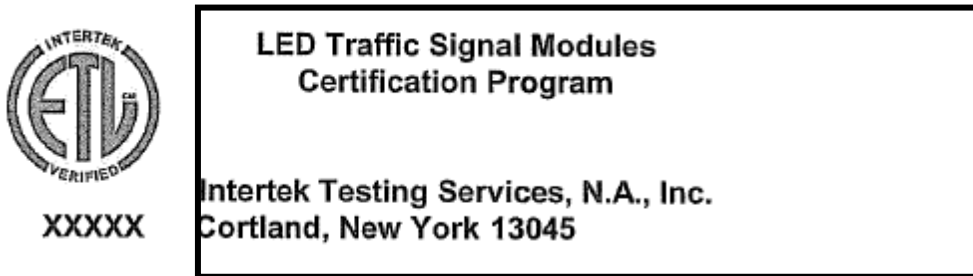 INTERTEK
ETL
VERIFIED
XXXXX
LED Traffic Signal Modules
Certification Program
Intertek Testing Services, N.A., Inc.
Cortland, New York 13045